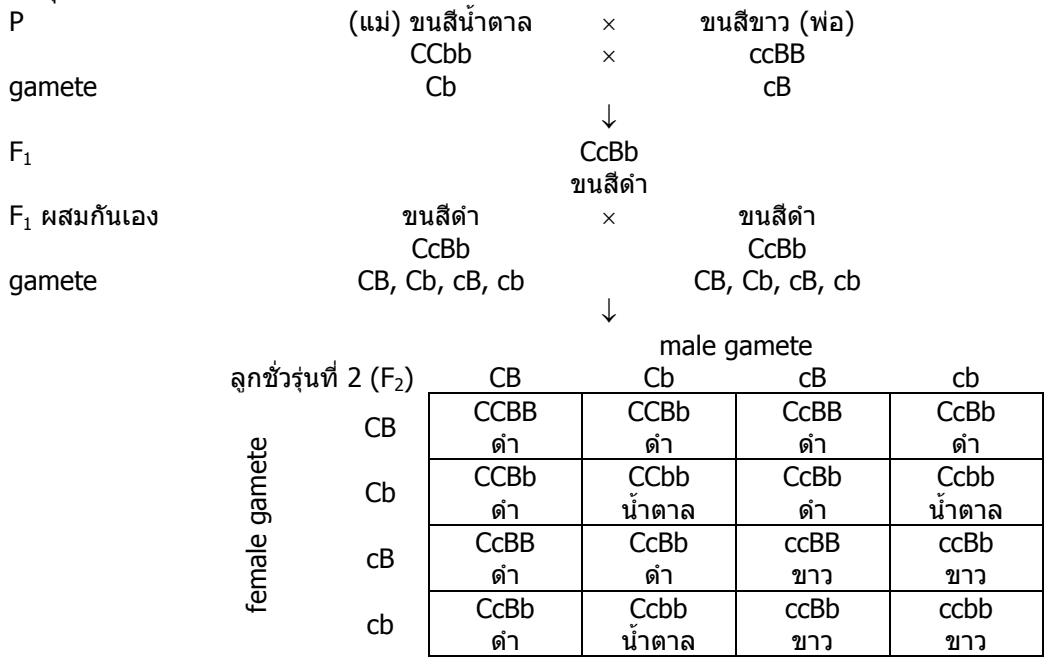 P (แม่) ขนสีน้ำตาล × ขนสีขาว (พ่อ)
CCbb × ccBB
gamete Cb cB
↓
F₁ CcBb
ขนสีดำ
F₁ ผสมกันเอง ขนสีดำ × ขนสีดำ
CcBb CcBb
gamete CB, Cb, cB, cb CB, Cb, cB, cb
↓
male gamete
ลูกชั่วรุ่นที่ 2 (F₂) CB Cb cB cb
female gamete
CB CCBB CCBb CcBB CcBb
ดำ ดำ ดำ ดำ
Cb CCBb CCbb CcBb Ccbb
ดำ น้ำตาล ดำ น้ำตาล
cB CcBB CcBb ccBB ccBb
ดำ ดำ ขาว ขาว
cb CcBb Ccbb ccBb ccbb
ดำ น้ำตาล ขาว ขาว